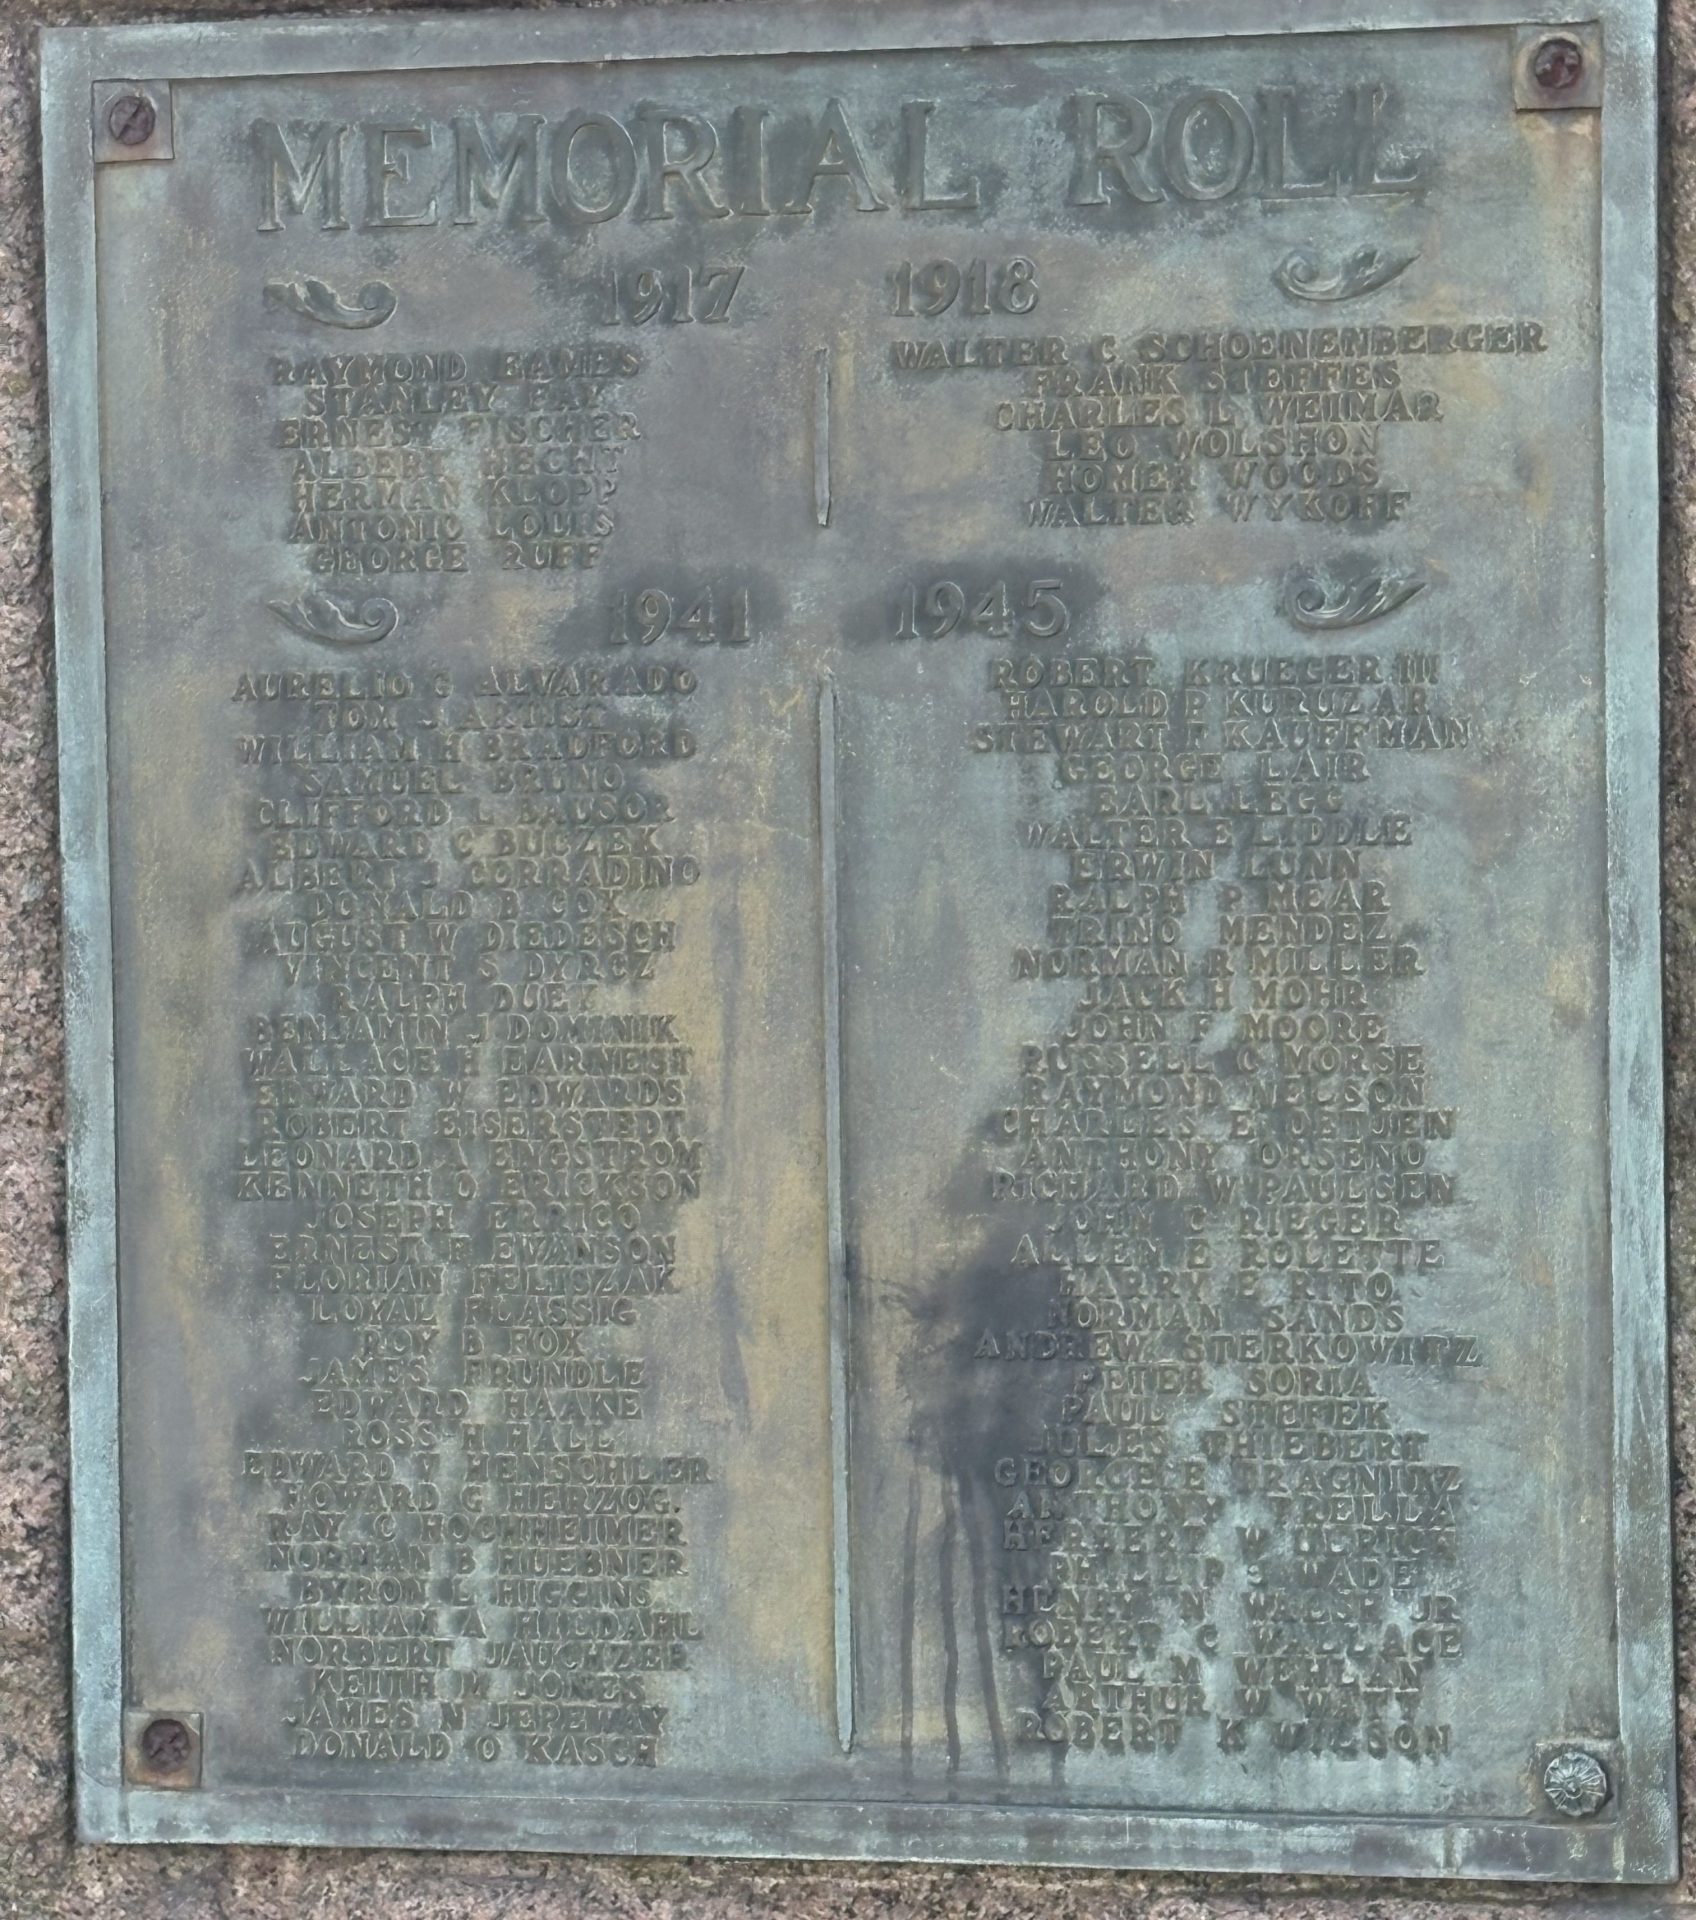 MEMORIAL ROLL
1917 1918
RAYMOND EAMES
STANLEY FAY
ERNEST FISCHER
ALBERT HECHT
HERMAN KLOPP
ANTONIO LOUIS
GEORGE RUFF
WALTER C SCHOENENBERGER
FRANK STEFFES
CHARLES L WEIMAR
LEO WOLSHON
HOMER WOODS
WALTER WYKOFF
1941 1945
AURELIO G ALVARADO
TOM J ARTIST
WILLIAM H BRADFORD
SAMUEL BRUNO
CLIFFORD L BAUSOR
EDWARD C BUCZEK
ALBERT J CORRADINO
DONALD B COX
AUGUST W DIEDESCH
VINCENT S DYRCZ
RALPH DUEY
BENJAMIN J DOMINIK
WALLACE H EARNEST
EDWARD W EDWARDS
ROBERT EISERSTEDT
LEONARD A ENGSTROM
KENNETH O ERICKSON
JOSEPH ERRICO
ERNEST F EVANSON
FLORIAN FELISZAK
LOYAL FLASSIG
ROY B FOX
JAMES FRUNDLE
EDWARD HAAKE
ROSS H HALL
EDWARD V HENSCHLER
HOWARD G HERZOG.
RAY C HOCHHEIMER
NORMAN B HUEBNER
BYRON L HIGGINS
WILLIAM A HILDAHL
NORBERT JAUCHZER
KEITH M JONES
JAMES N JEPEWAY
DONALD O KASCH
ROBERT KRUEGER III
HAROLD P KURUZAR
STEWART F KAUFFMAN
GEORGE LAIR
EARL LEGG
WALTER E LIDDLE
ERWIN LUNN
RALPH P MEAR
TRINO MENDEZ
NORMAN R MILLER
JACK H MOHR
JOHN F MOORE
RUSSELL C MORSE
RAYMOND NELSON
CHARLES E OETJEN
ANTHONY ORSENO
RICHARD W PAULSEN
JOHN C RIEGER
ALLEN E ROLETTE
HARRY E RITO
NORMAN SANDS
ANDREW STERKOWITZ
PETER SORIA
PAUL STEFEK
JULES THIEBERT
GEORGE E TRAGNITZ
ANTHONY TRELLA
HERBERT W UERICK
PHILLIP S WADE
HENRY N WALSH JR
ROBERT C WALLACE
PAUL M WEHLAN
ARTHUR W WATT
ROBERT K WILSON